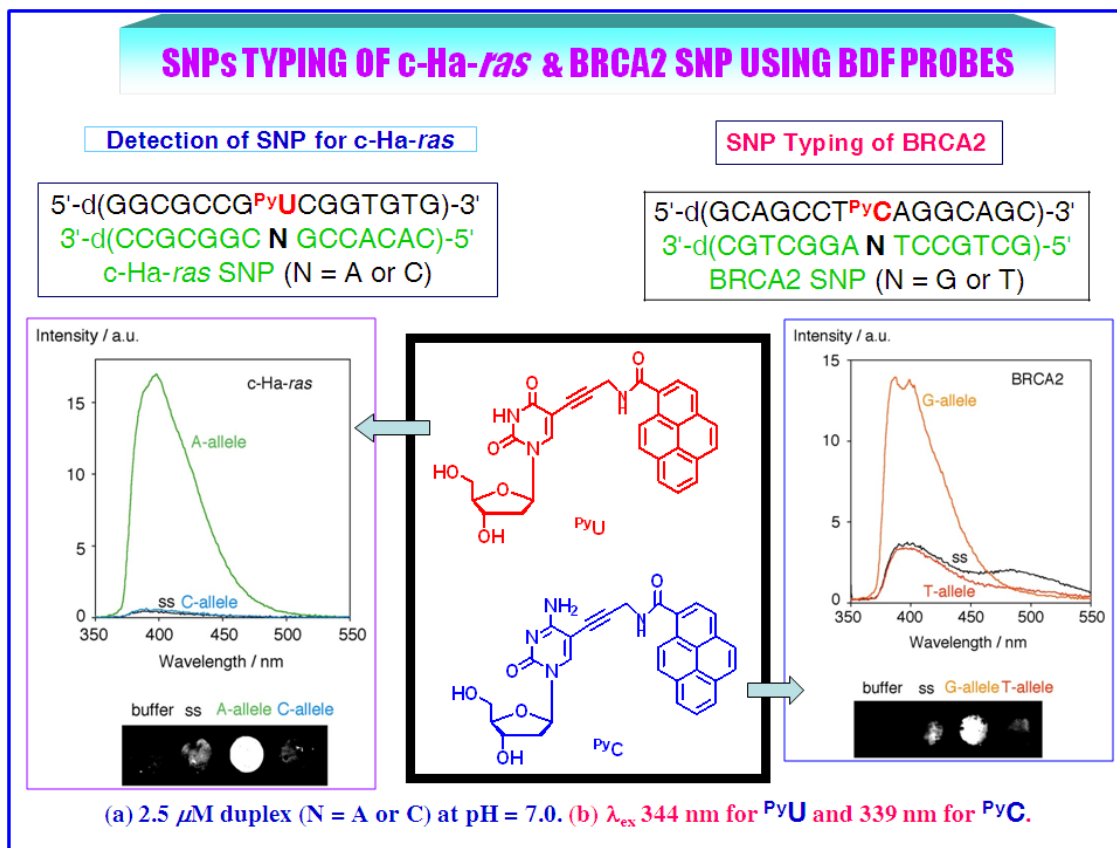 SNPs TYPING OF c-Ha-ras & BRCA2 SNP USING BDF PROBES
Detection of SNP for c-Ha-ras
5'-d(GGCGCCGPyUCGGTGTG)-3'
3'-d(CCGCGGC N GCCACAC)-5'
c-Ha-ras SNP (N = A or C)
SNP Typing of BRCA2
5'-d(GCAGCCTPyCAGGCAGC)-3'
3'-d(CGTCGGA N TCCGTCG)-5'
BRCA2 SNP (N = G or T)
Intensity / a.u.
c-Ha-ras
15
A-allele
10
5
ss C-allele
0
350 400 450 500 550
Wavelength / nm
buffer ss A-allele C-allele
O
O
N
H
HN
O
N
HO
O
OH
PyU
NH2
O
N
H
N
O
N
HO
O
OH
PyC
Intensity / a.u.
BRCA2
15
G-allele
10
5
ss
T-allele
0
350 400 450 500 550
Wavelength / nm
buffer ss G-allele T-allele
(a) 2.5 μM duplex (N = A or C) at pH = 7.0. (b) λex 344 nm for PyU and 339 nm for PyC.